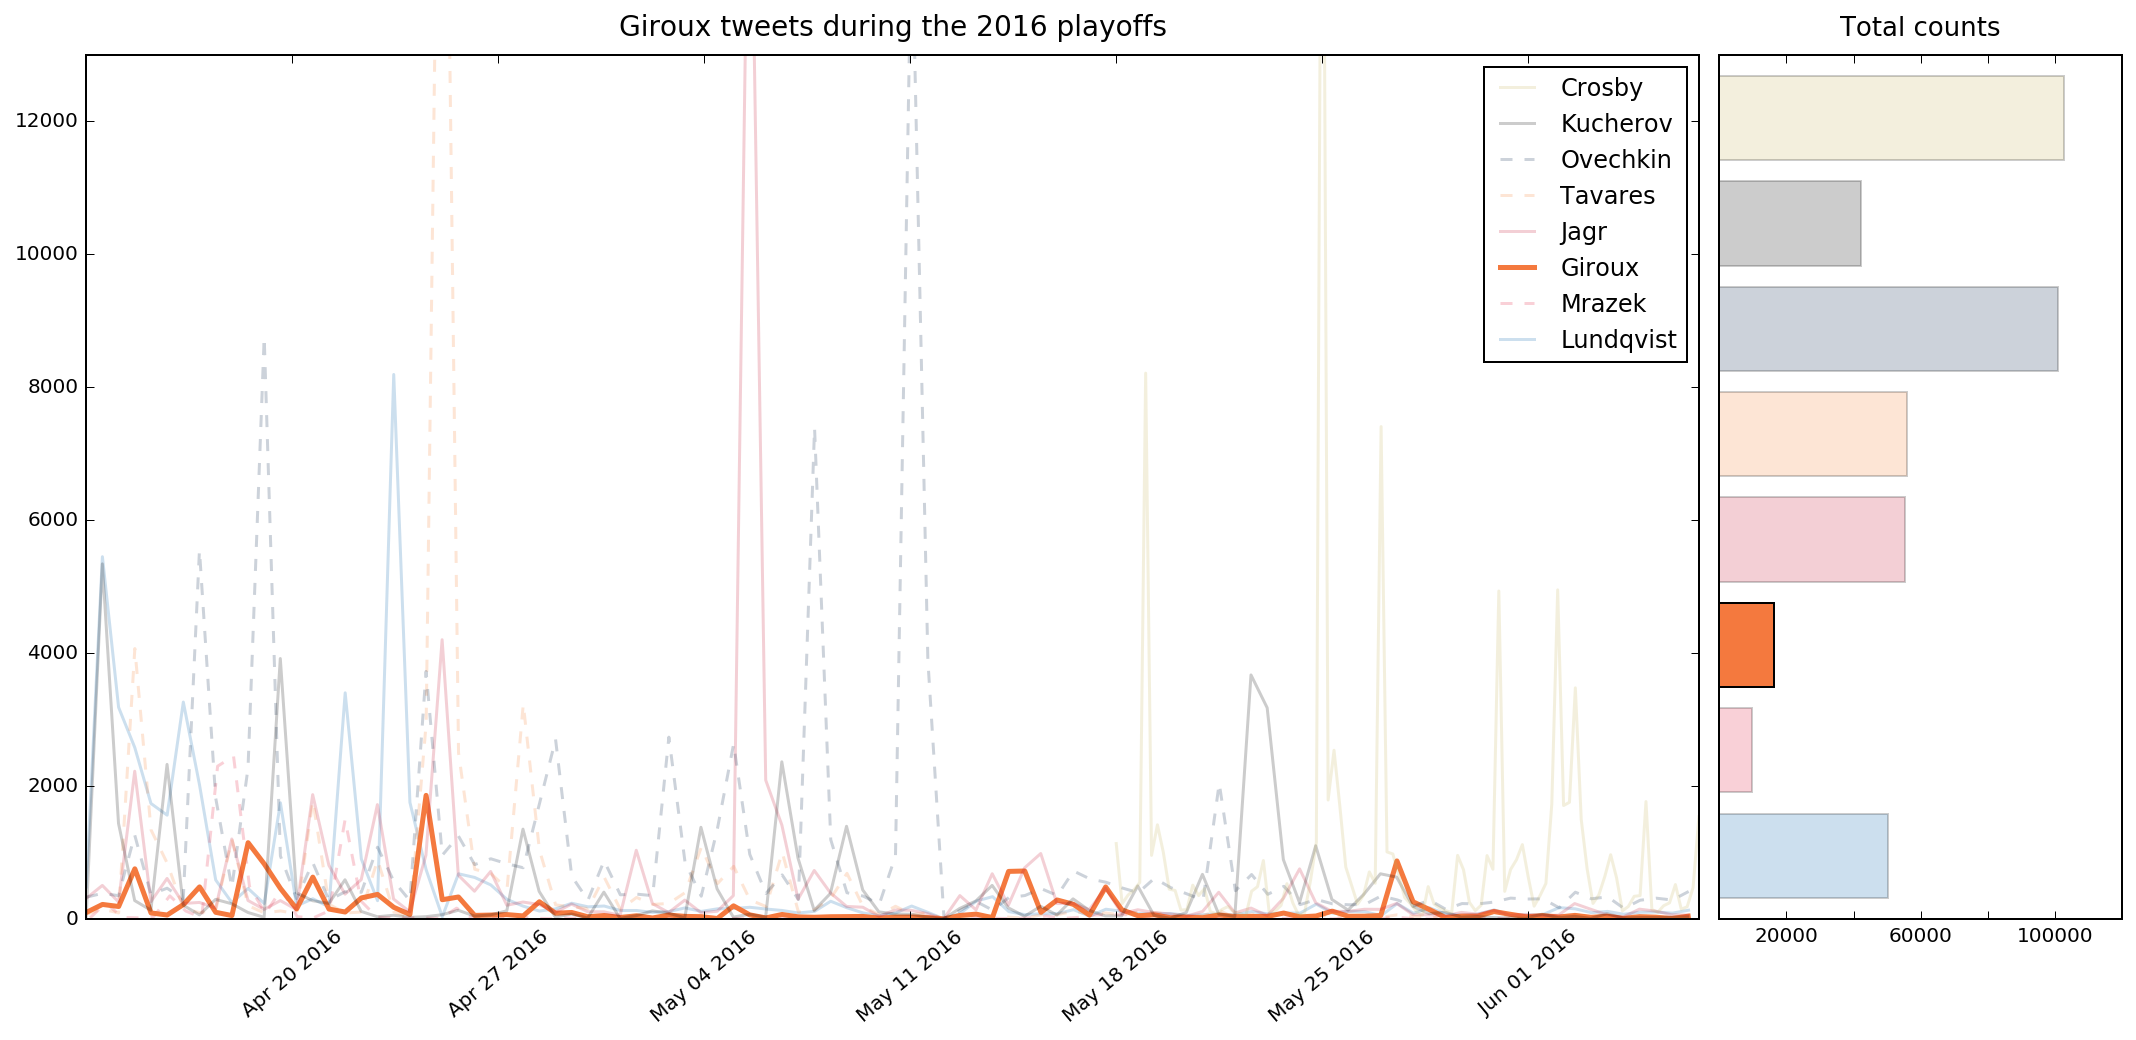 Giroux tweets during the 2016 playoffs
Total counts
12000
10000
8000
6000
4000
2000
0
Crosby
Kucherov
Ovechkin
Tavares
Jagr
Giroux
Mrazek
Lundqvist
Apr 20 2016
Apr 27 2016
May 04 2016
May 11 2016
May 18 2016
May 25 2016
Jun 01 2016
20000
60000
100000